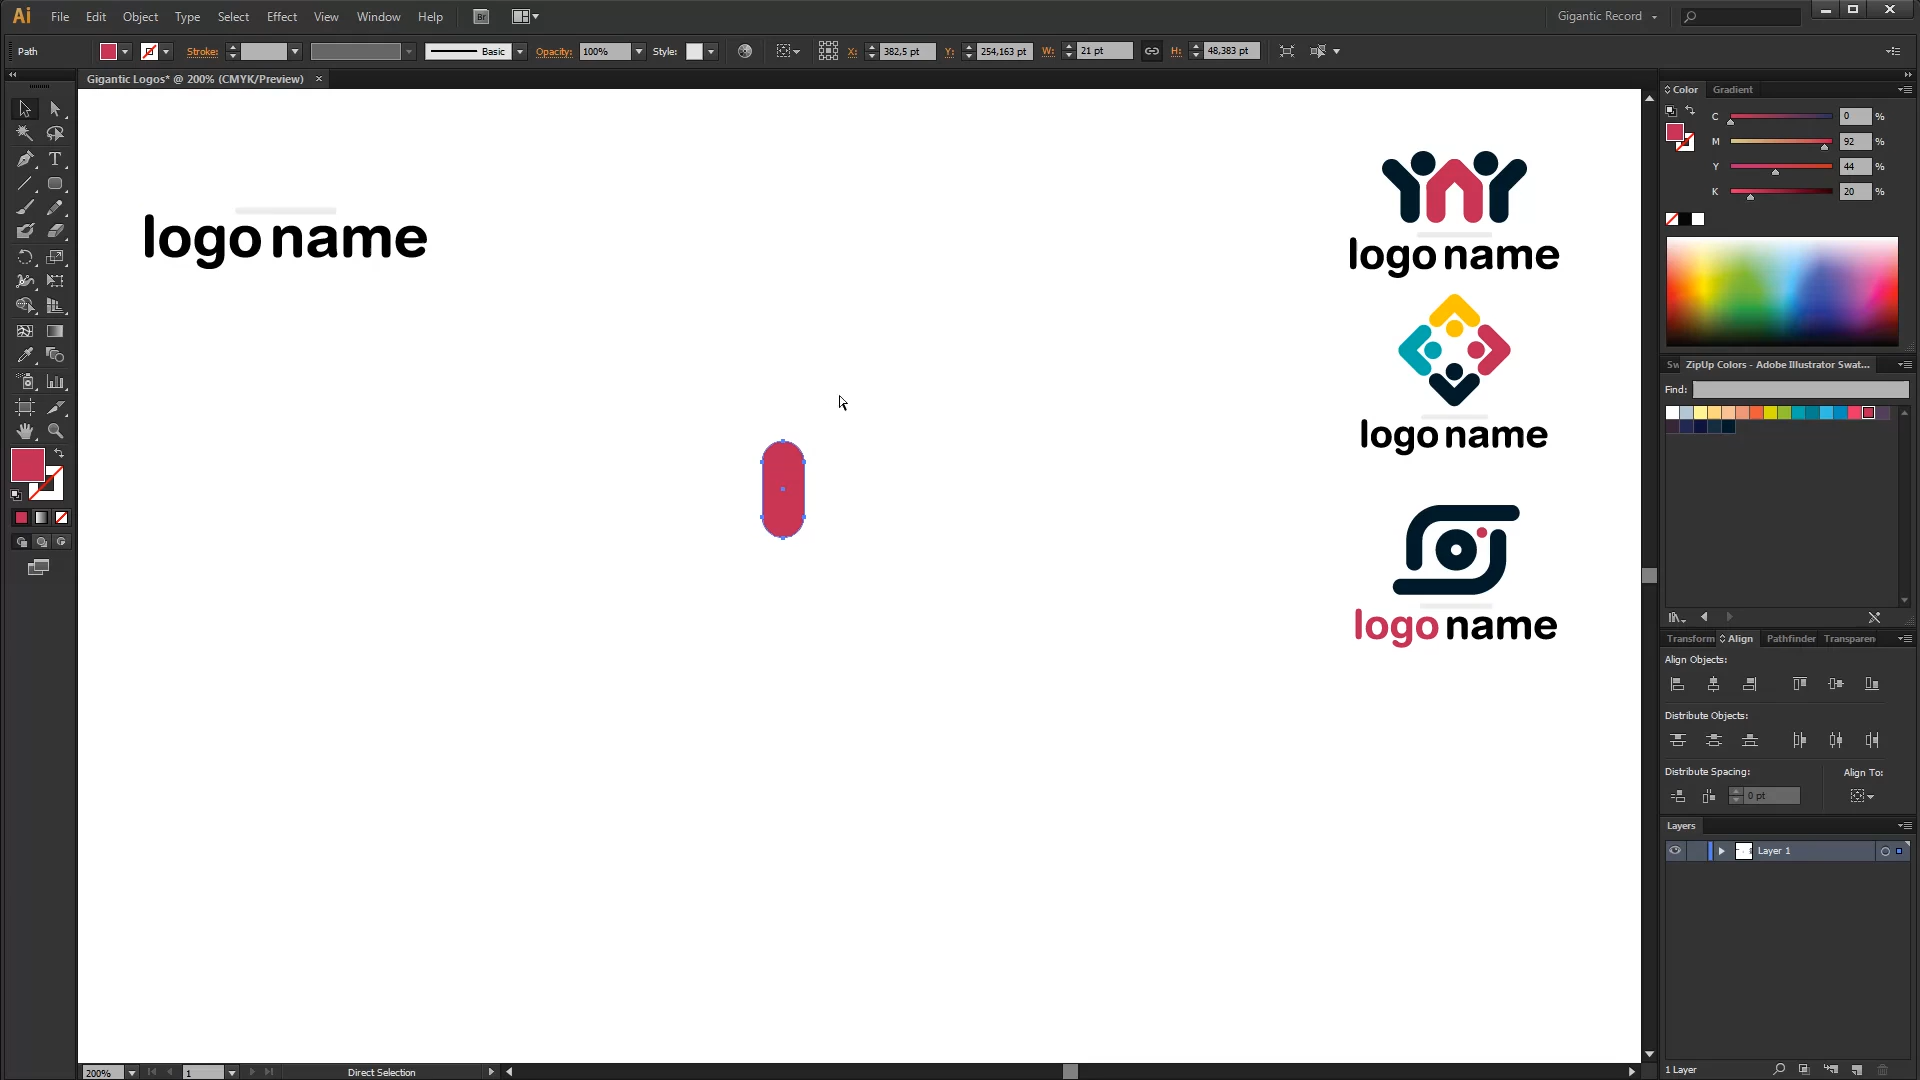 Ai File Edit Object Type Select Effect View Window Help Br Gigantic Record
Path Stroke: Basic Opacity: 100% Style: X: 382,5 pt Y: 254,163 pt W: 21 pt H: 48,383 pt
Gigantic Logos* @ 200% (CMYK/Preview) ×
logo name
logo name
logo name
logo name
Color Gradient
C 0 %
M 92 %
Y 44 %
K 20 %
Sw ZipUp Colors - Adobe Illustrator Swat...
Find:
Transform Align Pathfinder Transparen
Align Objects:
Distribute Objects:
Distribute Spacing: Align To:
0 pt
Layers
Layer 1
1 Layer
200% 1 Direct Selection